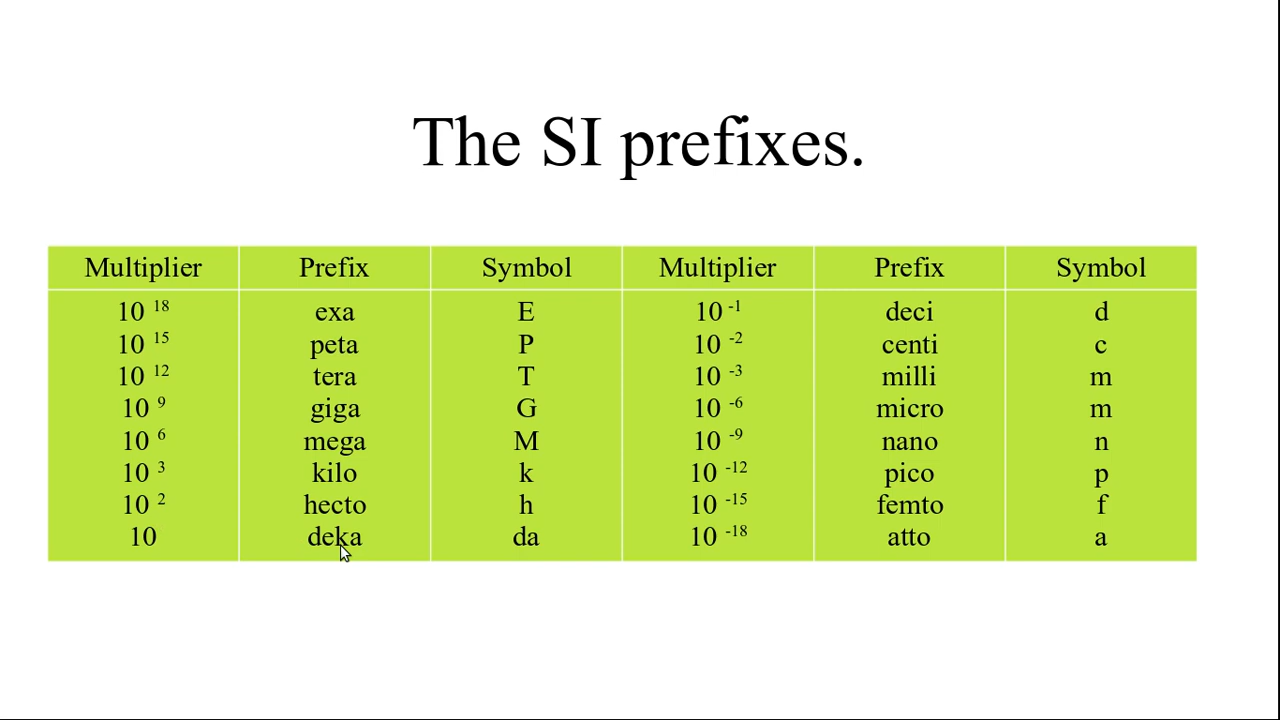 The SI prefixes.
Multiplier Prefix Symbol Multiplier Prefix Symbol
10 18 exa E 10 -1 deci d
10 15 peta P 10 -2 centi c
10 12 tera T 10 -3 milli m
10 9 giga G 10 -6 micro m
10 6 mega M 10 -9 nano n
10 3 kilo k 10 -12 pico p
10 2 hecto h 10 -15 femto f
10 deka da 10 -18 atto a